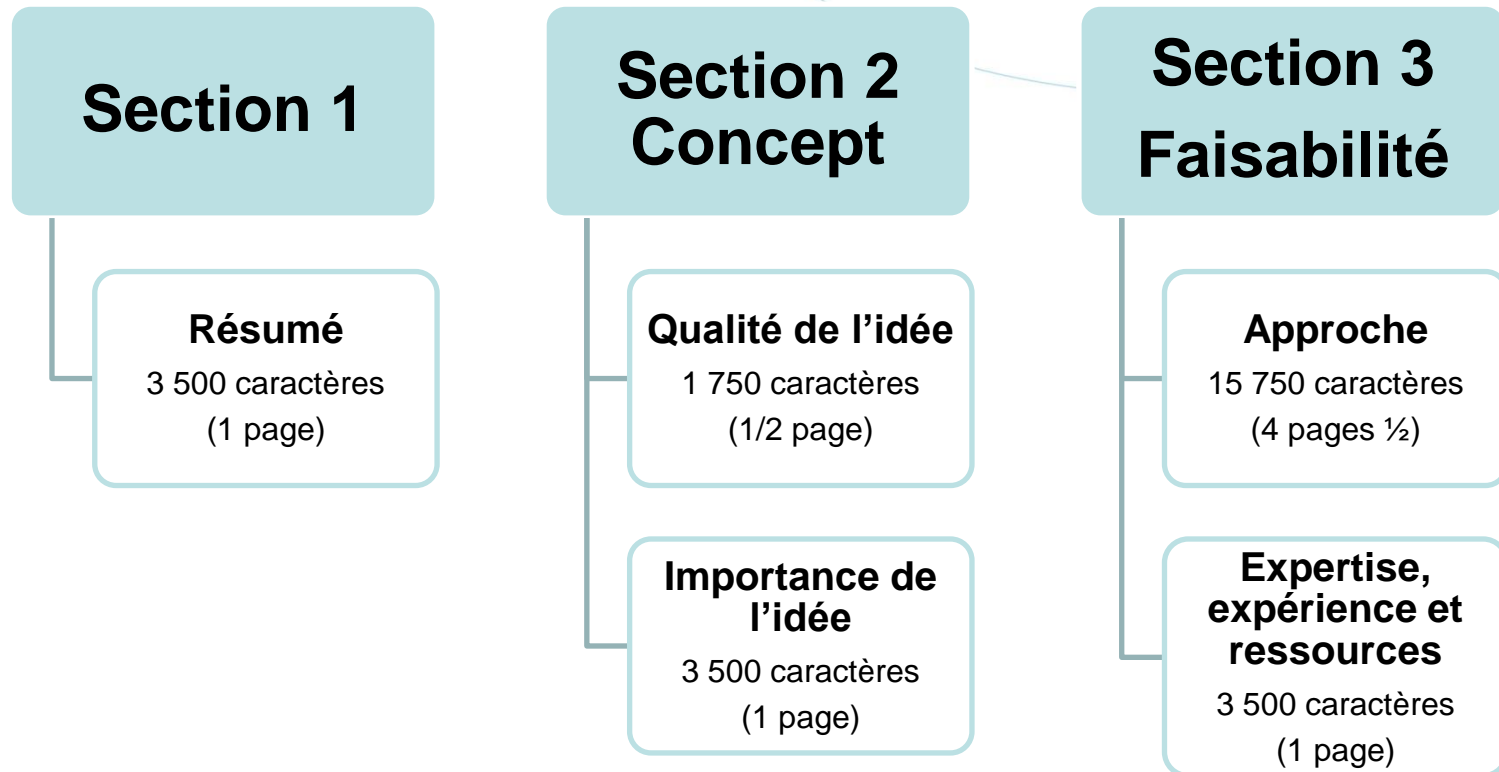 Section 1
Résumé
3 500 caractères
(1 page)
Section 2
Concept
Qualité de l’idée
1 750 caractères
(1/2 page)
Importance de
l’idée
3 500 caractères
(1 page)
Section 3
Faisabilité
Approche
15 750 caractères
(4 pages ½)
Expertise,
expérience et
ressources
3 500 caractères
(1 page)